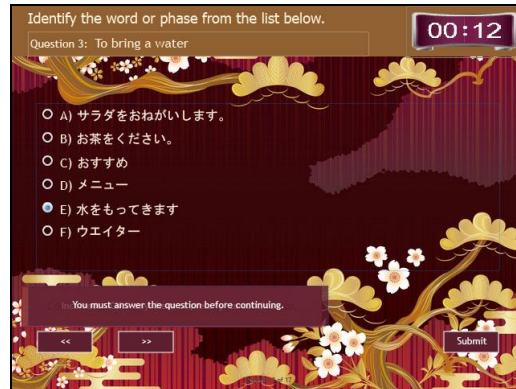 Identify the word or phase from the list below.
00:12
Question 3: To bring a water
A) サラダをおねがいします。
B) お茶をください。
C) おすすめ
D) メニュー
E) 水をもってきます
F) ウエイター
You must answer the question before continuing.
<<
>>
Submit
of 17